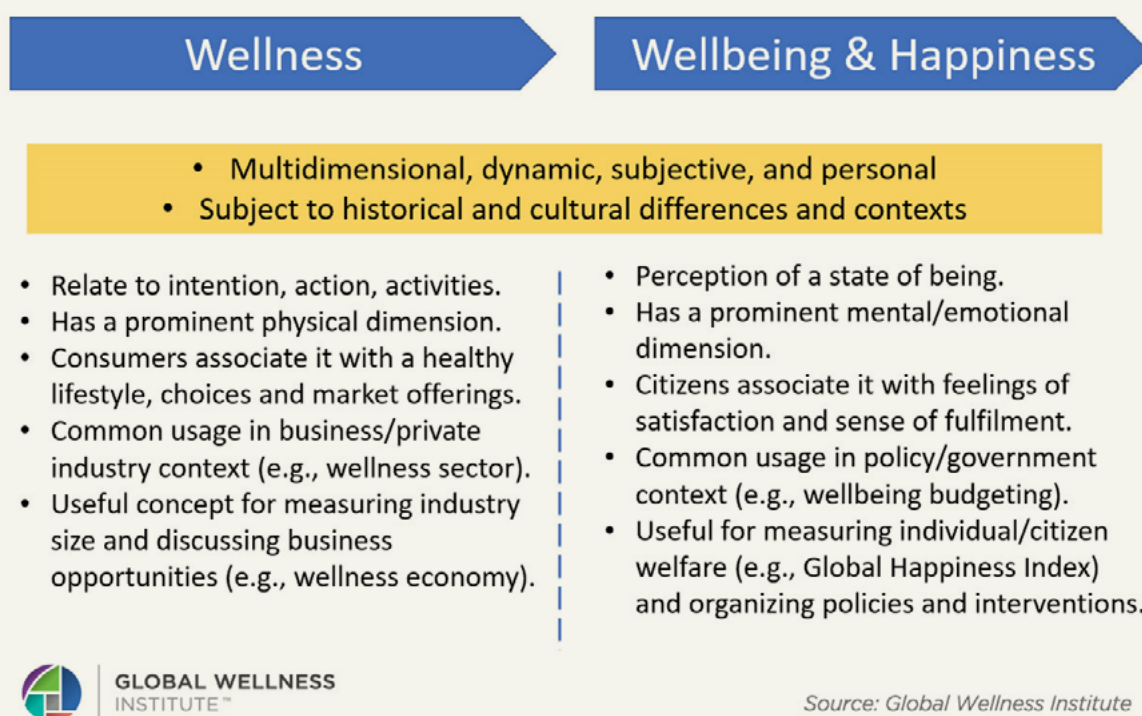 Wellness
Wellbeing & Happiness
• Multidimensional, dynamic, subjective, and personal
• Subject to historical and cultural differences and contexts
• Relate to intention, action, activities.
• Has a prominent physical dimension.
• Consumers associate it with a healthy
lifestyle, choices and market offerings.
• Common usage in business/private
industry context (e.g., wellness sector).
• Useful concept for measuring industry
size and discussing business
opportunities (e.g., wellness economy).
• Perception of a state of being.
• Has a prominent mental/emotional
dimension.
• Citizens associate it with feelings of
satisfaction and sense of fulfilment.
• Common usage in policy/government
context (e.g., wellbeing budgeting).
• Useful for measuring individual/citizen
welfare (e.g., Global Happiness Index)
and organizing policies and interventions.
GLOBAL WELLNESS
INSTITUTE™
Source: Global Wellness Institute